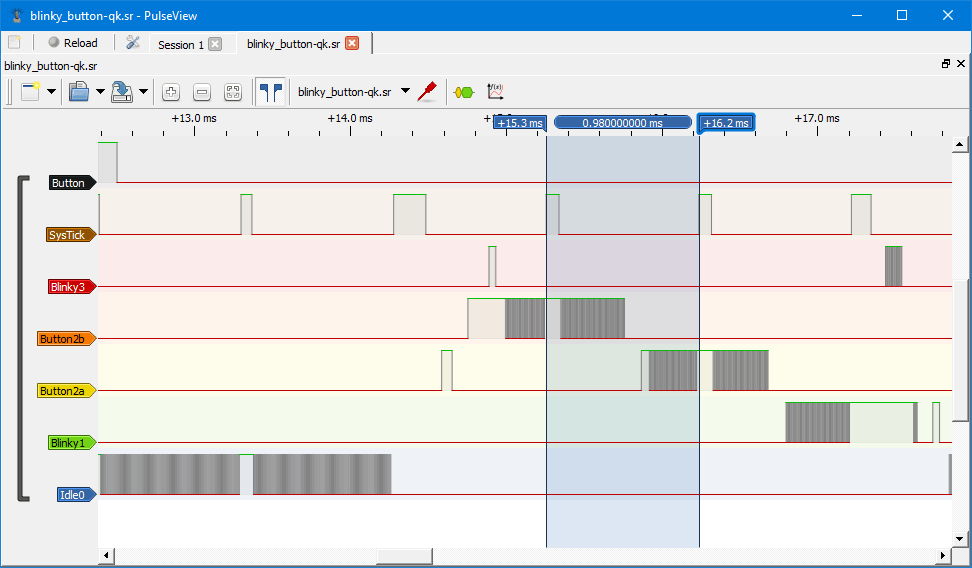 blinky_button-qk.sr - PulseView
Reload
Session 1
blinky_button-qk.sr
blinky_button-qk.sr
blinky_button-qk.sr
f(x)
+13.0 ms
+14.0 ms
+15.3 ms
0.980000000 ms
+16.2 ms
+17.0 ms
Button
SysTick
Blinky3
Button2b
Button2a
Blinky1
Idle0